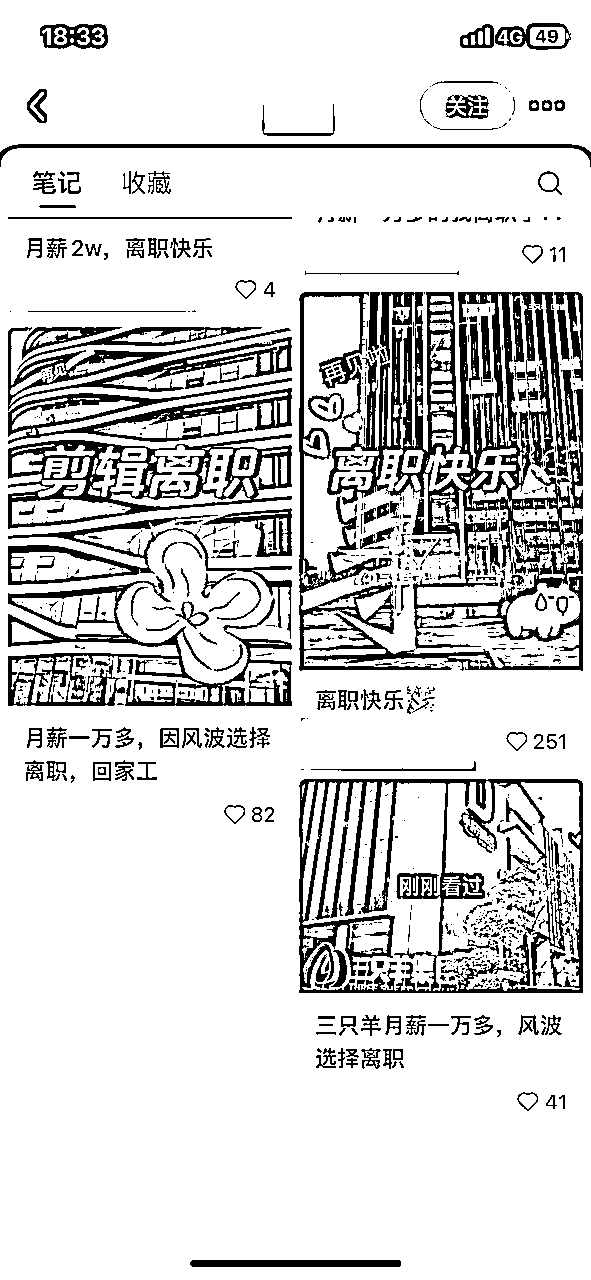 18:33
4G 49
关注
笔记 收藏
月薪2w，离职快乐
4
剪辑离职
月薪一万多，因风波选择
离职，回家工
82
11
再见啦
离职快乐
离职快乐
251
刚刚看过
三只羊月薪一万多，风波
选择离职
41